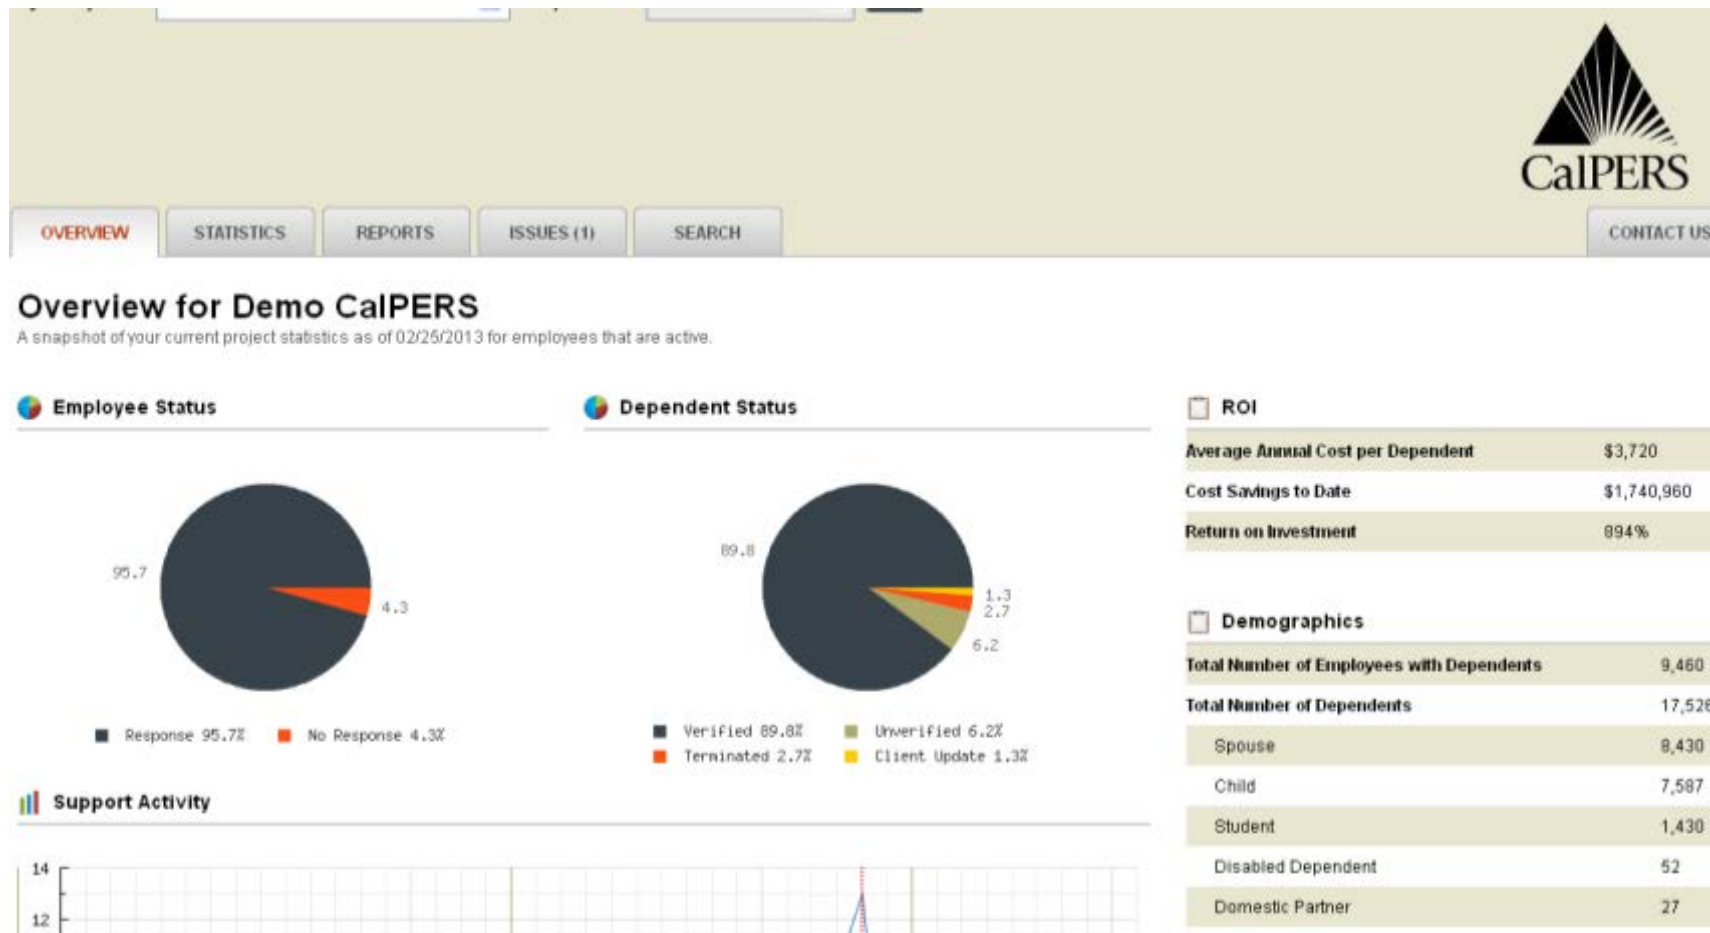 CalPERS
OVERVIEW
STATISTICS
REPORTS
ISSUES (1)
SEARCH
CONTACT US
Overview for Demo CalPERS
A snapshot of your current project statistics as of 02/25/2013 for employees that are active.
Employee Status
95.7
4.3
Response 95.7%
No Response 4.3%
Dependent Status
89.8
1.3
2.7
6.2
Verified 89.8%
Unverified 6.2%
Terminated 2.7%
Client Update 1.3%
Support Activity
14
12
ROI
Average Annual Cost per Dependent $3,720
Cost Savings to Date $1,740,960
Return on Investment 894%
Demographics
Total Number of Employees with Dependents 9,460
Total Number of Dependents 17,526
Spouse 8,430
Child 7,587
Student 1,430
Disabled Dependent 52
Domestic Partner 27